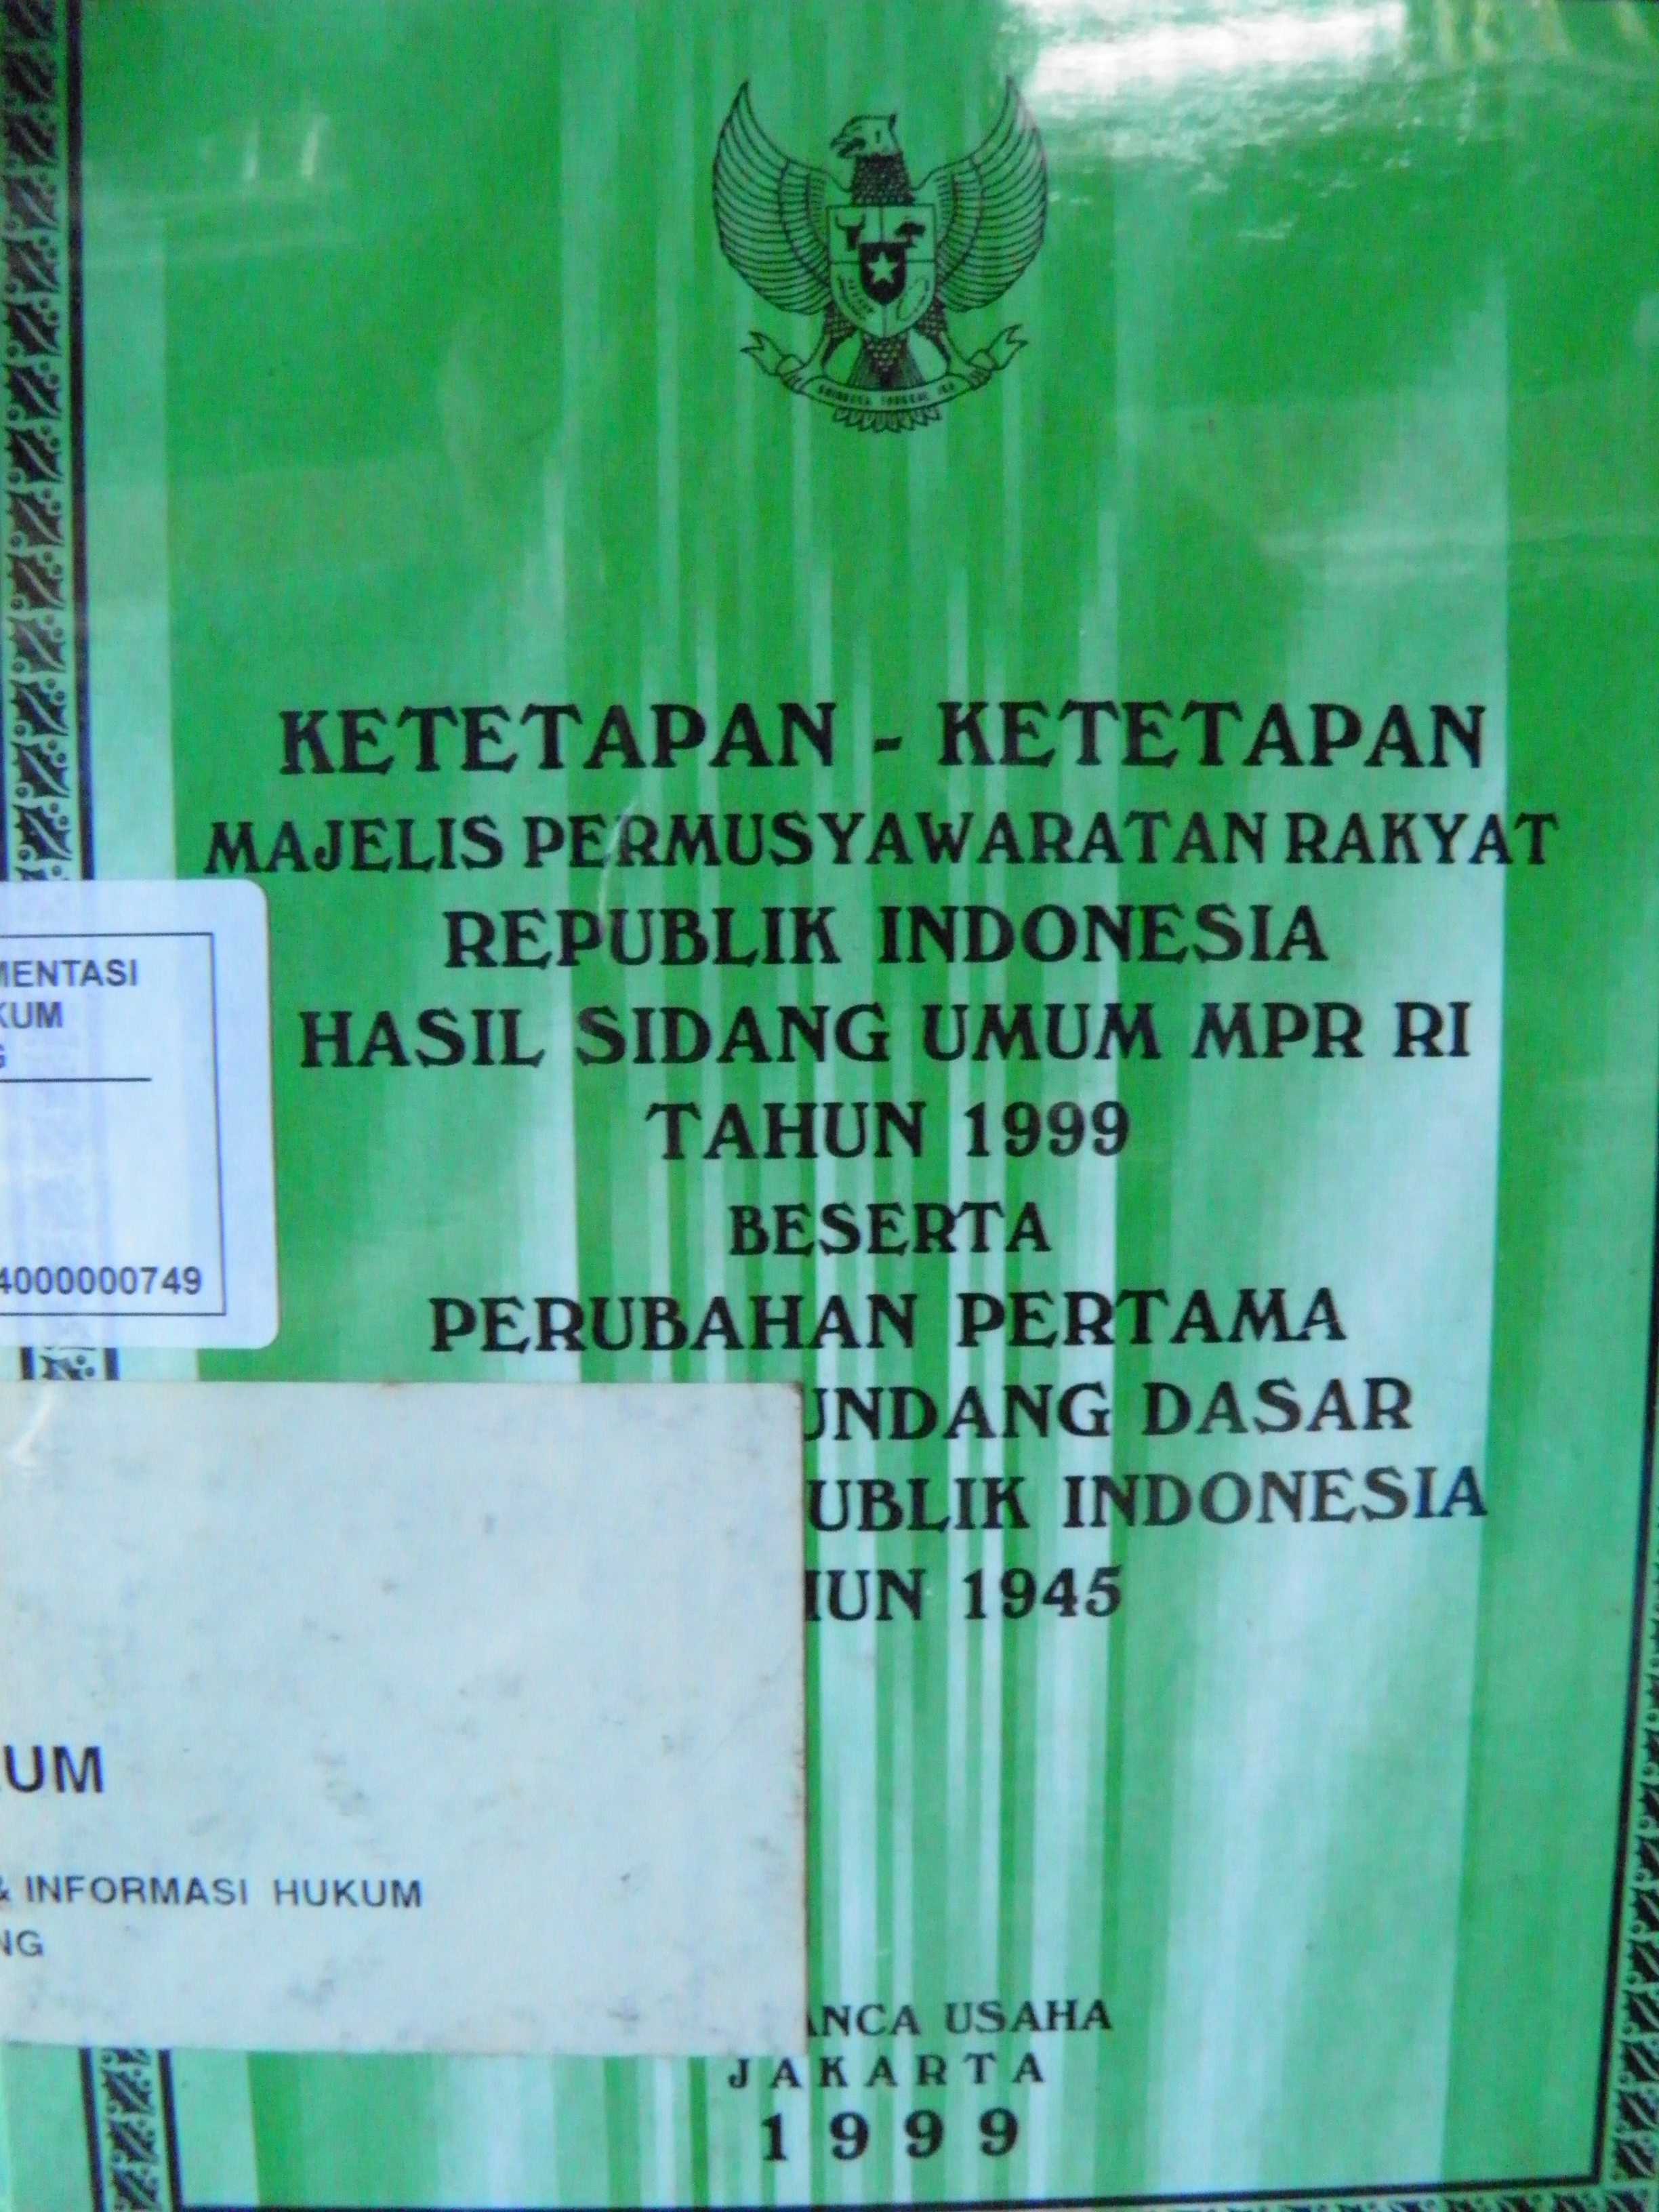 KETETAPAN - KETETAPAN
MAJELIS PERMUSYAWARATAN RAKYAT
REPUBLIK INDONESIA
HASIL SIDANG UMUM MPR RI
TAHUN 1999
BESERTA
PERUBAHAN PERTAMA
UNDANG DASAR
UBLIK INDONESIA
HUN 1945
MENTASI
KUM
G
4000000749
UM
& INFORMASI HUKUM
NG
ANCA USAHA
JAKARTA
1999